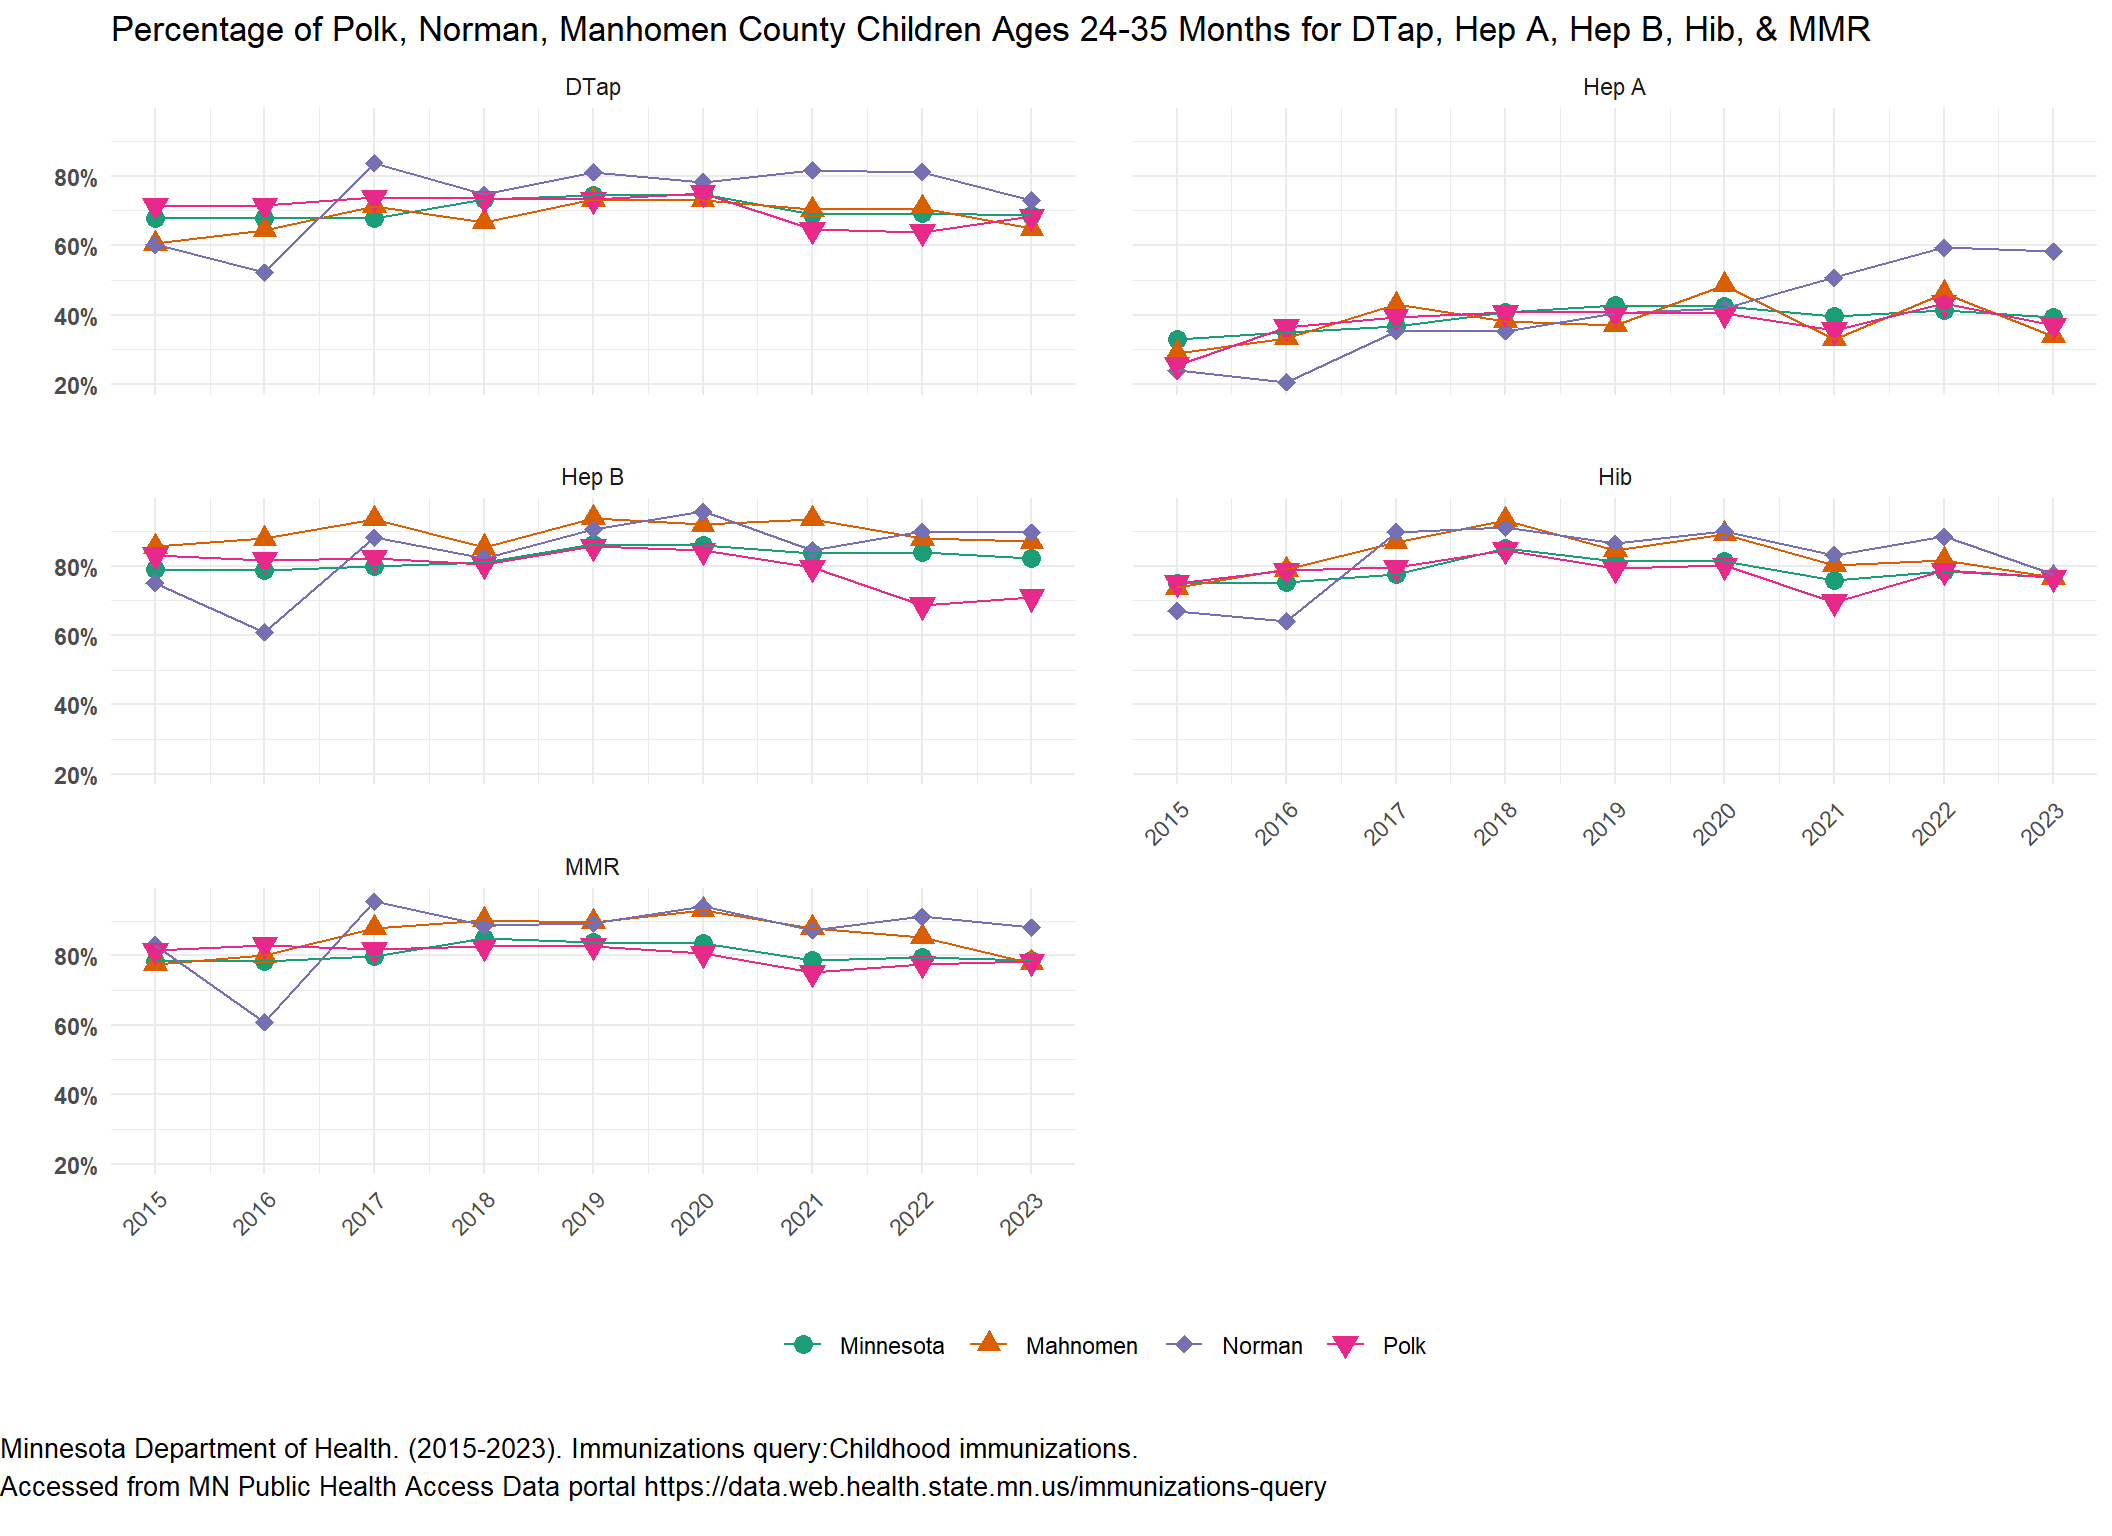 Percentage of Polk, Norman, Manhomen County Children Ages 24-35 Months for DTap, Hep A, Hep B, Hib, & MMR
DTap
Hep A
80%
60%
40%
20%
Hep B
Hib
80%
60%
40%
20%
2015
2016
2017
2018
2019
2020
2021
2022
2023
MMR
80%
60%
40%
20%
2015
2016
2017
2018
2019
2020
2021
2022
2023
Minnesota
Mahnomen
Norman
Polk
Minnesota Department of Health. (2015-2023). Immunizations query:Childhood immunizations.
Accessed from MN Public Health Access Data portal https://data.web.health.state.mn.us/immunizations-query